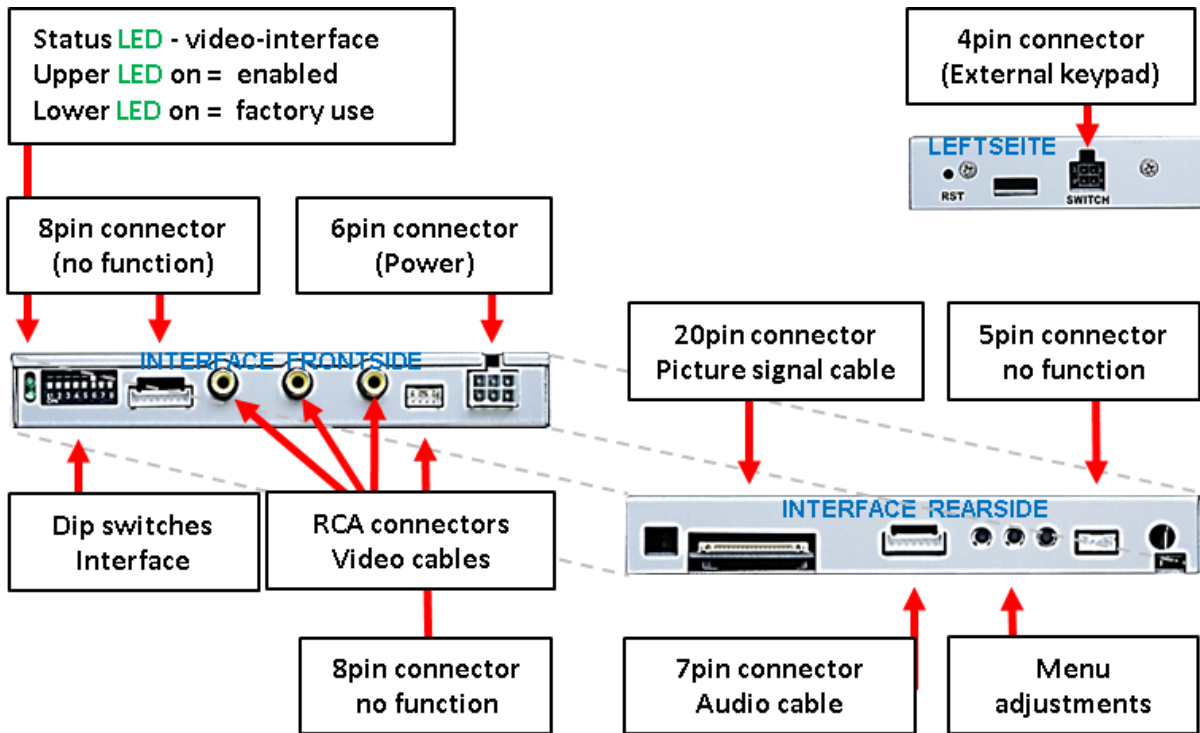 Status LED - video-interface
Upper LED on = enabled
Lower LED on = factory use
4pin connector
(External keypad)
LEFTSEITE
RST
SWITCH
8pin connector
(no function)
6pin connector
(Power)
INTERFACE FRONTSIDE
20pin connector
Picture signal cable
5pin connector
no function
Dip switches
Interface
RCA connectors
Video cables
INTERFACE REARSIDE
8pin connector
no function
7pin connector
Audio cable
Menu
adjustments